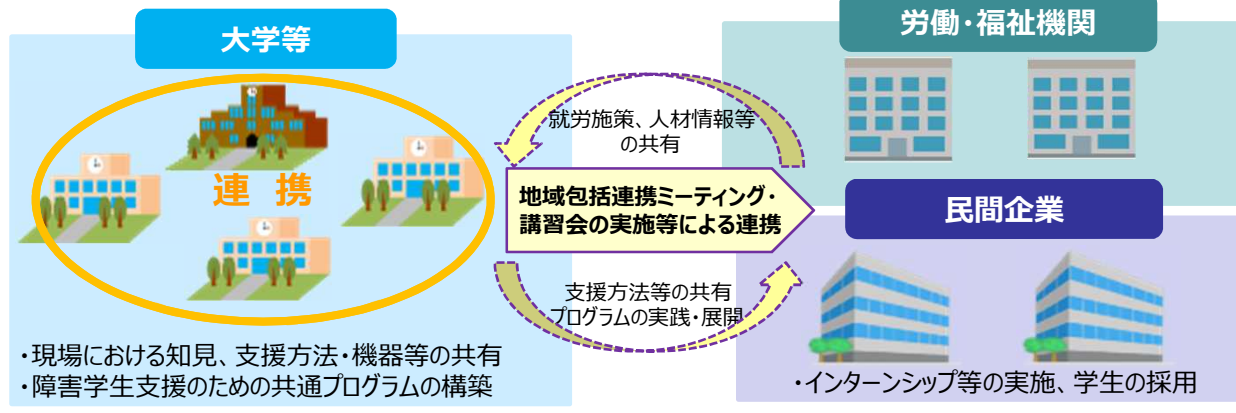 大学等
連 携
・現場における知見、支援方法・機器等の共有
・障害学生支援のための共通プログラムの構築
就労施策、人材情報等
の共有
地域包括連携ミーティング・
講習会の実施等による連携
支援方法等の共有
プログラムの実践・展開
労働・福祉機関
民間企業
・インターンシップ等の実施、学生の採用